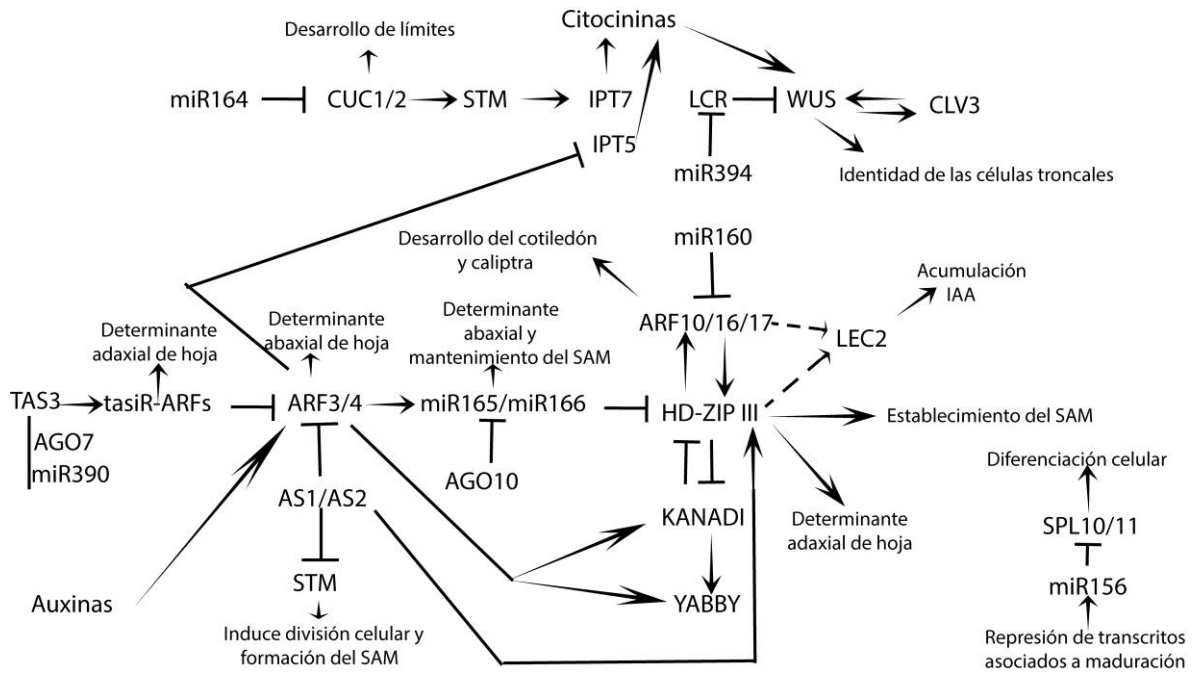 Citocininas
Desarrollo de límites
miR164
CUC1/2
STM
IPT7
LCR
WUS
CLV3
IPT5
miR394
Identidad de las células troncales
miR160
Desarrollo del cotiledón
y caliptra
Acumulación
IAA
Determinante
adaxial de hoja
Determinante
abaxial de hoja
Determinante
abaxial y
mantenimiento del SAM
ARF10/16/17
LEC2
TAS3
tasiR-ARFs
ARF3/4
miR165/miR166
HD-ZIP III
Establecimiento del SAM
AGO7
miR390
AGO10
AS1/AS2
KANADI
Determinante
adaxial de hoja
Diferenciación celular
SPL10/11
STM
miR156
Auxinas
YABBY
Induce división celular y
formación del SAM
Represión de transcritos
asociados a maduración